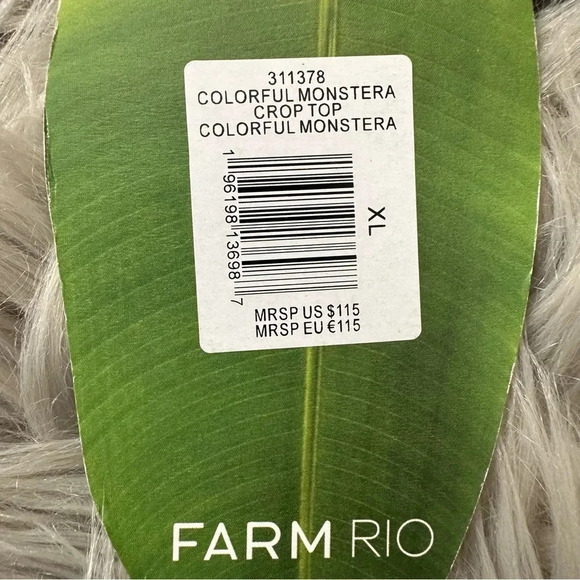 311378
COLORFUL MONSTERA
CROP TOP
COLORFUL MONSTERA
1 96198 13698 7
XL
MRSP US $115
MRSP EU €115
FARM RIO